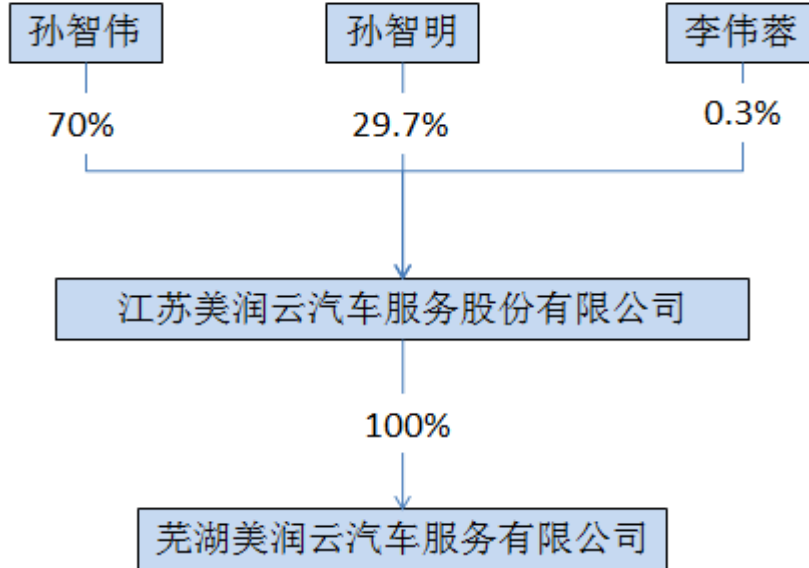 孙智伟
孙智明
李伟蓉
70%
29.7%
0.3%
江苏美润云汽车服务股份有限公司
100%
芜湖美润云汽车服务有限公司